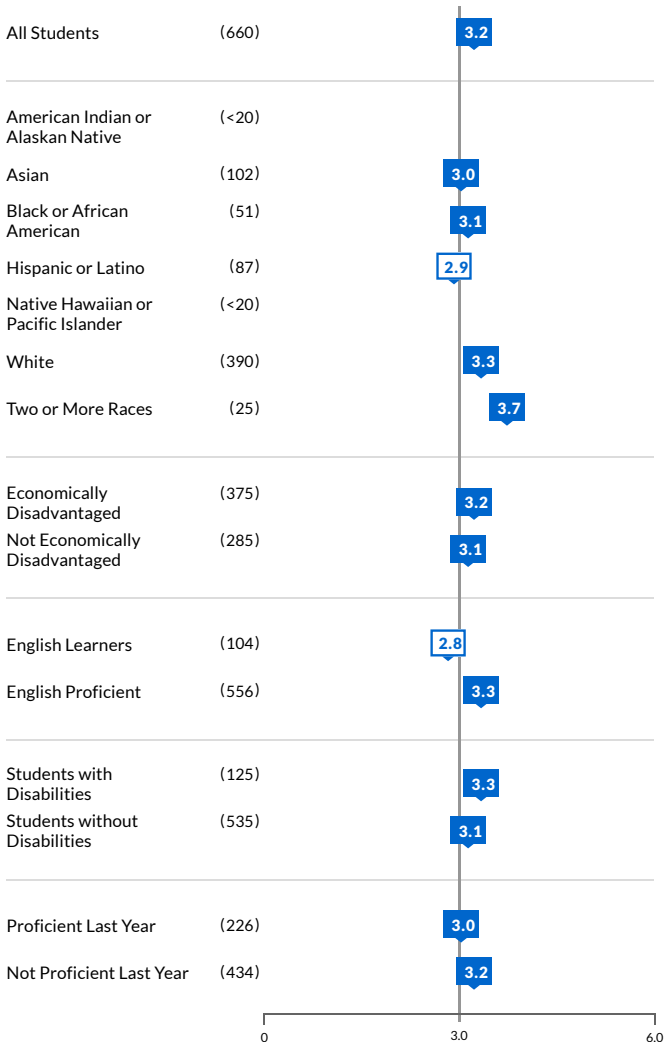 All Students (660) 3.2
American Indian or (<20)
Alaskan Native
Asian (102) 3.0
Black or African (51) 3.1
American
Hispanic or Latino (87) 2.9
Native Hawaiian or (<20)
Pacific Islander
White (390) 3.3
Two or More Races (25) 3.7
Economically (375) 3.2
Disadvantaged
Not Economically (285) 3.1
Disadvantaged
English Learners (104) 2.8
English Proficient (556) 3.3
Students with (125) 3.3
Disabilities
Students without (535) 3.1
Disabilities
Proficient Last Year (226) 3.0
Not Proficient Last Year (434) 3.2
0 3.0 6.0